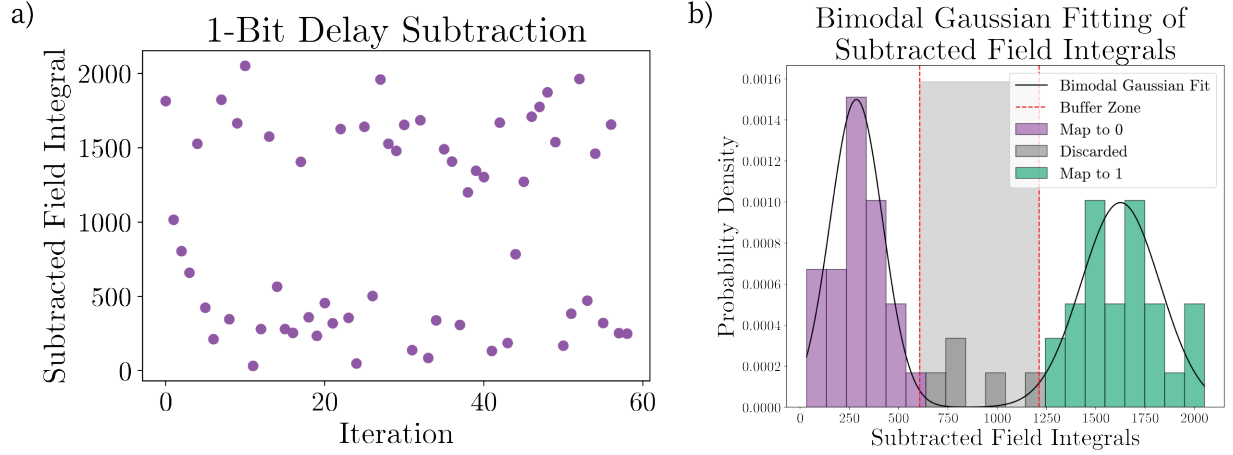 a)
1-Bit Delay Subtraction
Subtracted Field Integral
2000
1500
1000
500
0
0
20
40
60
Iteration
b)
Bimodal Gaussian Fitting of
Subtracted Field Integrals
Probability Density
0.0016
0.0014
0.0012
0.0010
0.0008
0.0006
0.0004
0.0002
0.0000
Bimodal Gaussian Fit
Buffer Zone
Map to 0
Discarded
Map to 1
0
250
500
750
1000
1250
1500
1750
2000
Subtracted Field Integrals